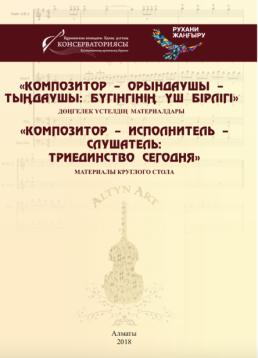 КОНСЕРВАТОРИЯСЫ
РУХАНИ
ЖАҢҒЫРУ
«КОМПОЗИТОР – ОРЫНДАУШЫ –
ТЫҢДАУШЫ: БҮГІНГІНІҢ ҮШ БІРЛІГІ»
ДӨҢГЕЛЕК ҮСТЕЛДІҢ МАТЕРИАЛДАРЫ
«КОМПОЗИТОР – ИСПОЛНИТЕЛЬ –
СЛУШАТЕЛЬ:
ТРИЕДИНСТВО СЕГОДНЯ»
МАТЕРИАЛЫ КРУГЛОГО СТОЛА
ALTYN ART
Алматы
2018